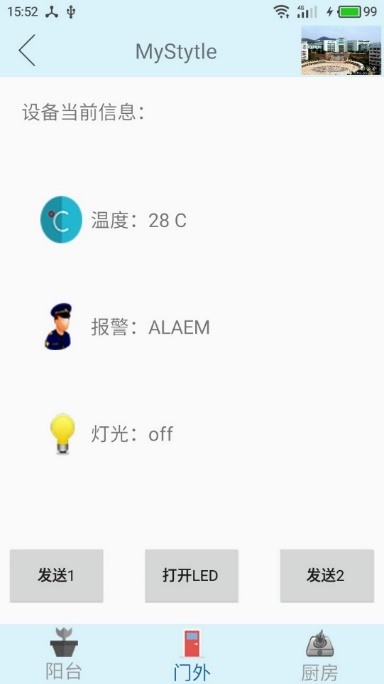 15:52 4G 99
MyStytle
设备当前信息：
℃ 温度：28 C
报警：ALAEM
灯光：off
发送1 打开LED 发送2
阳台 门外 厨房